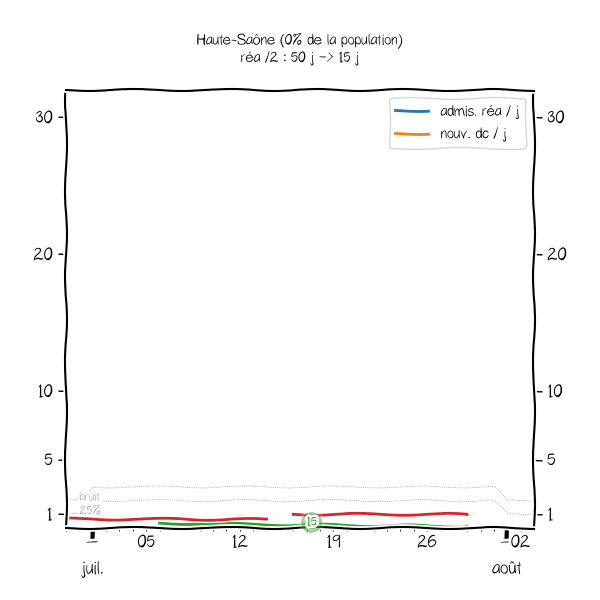 Haute-Saône (0% de la population)
réa /2 : 50 j -> 15 j
admis. réa / j
nouv. dc / j
30
30
20
20
10
10
5
5
bruit
25%
1
1
15
05
12
19
26
02
juil.
août